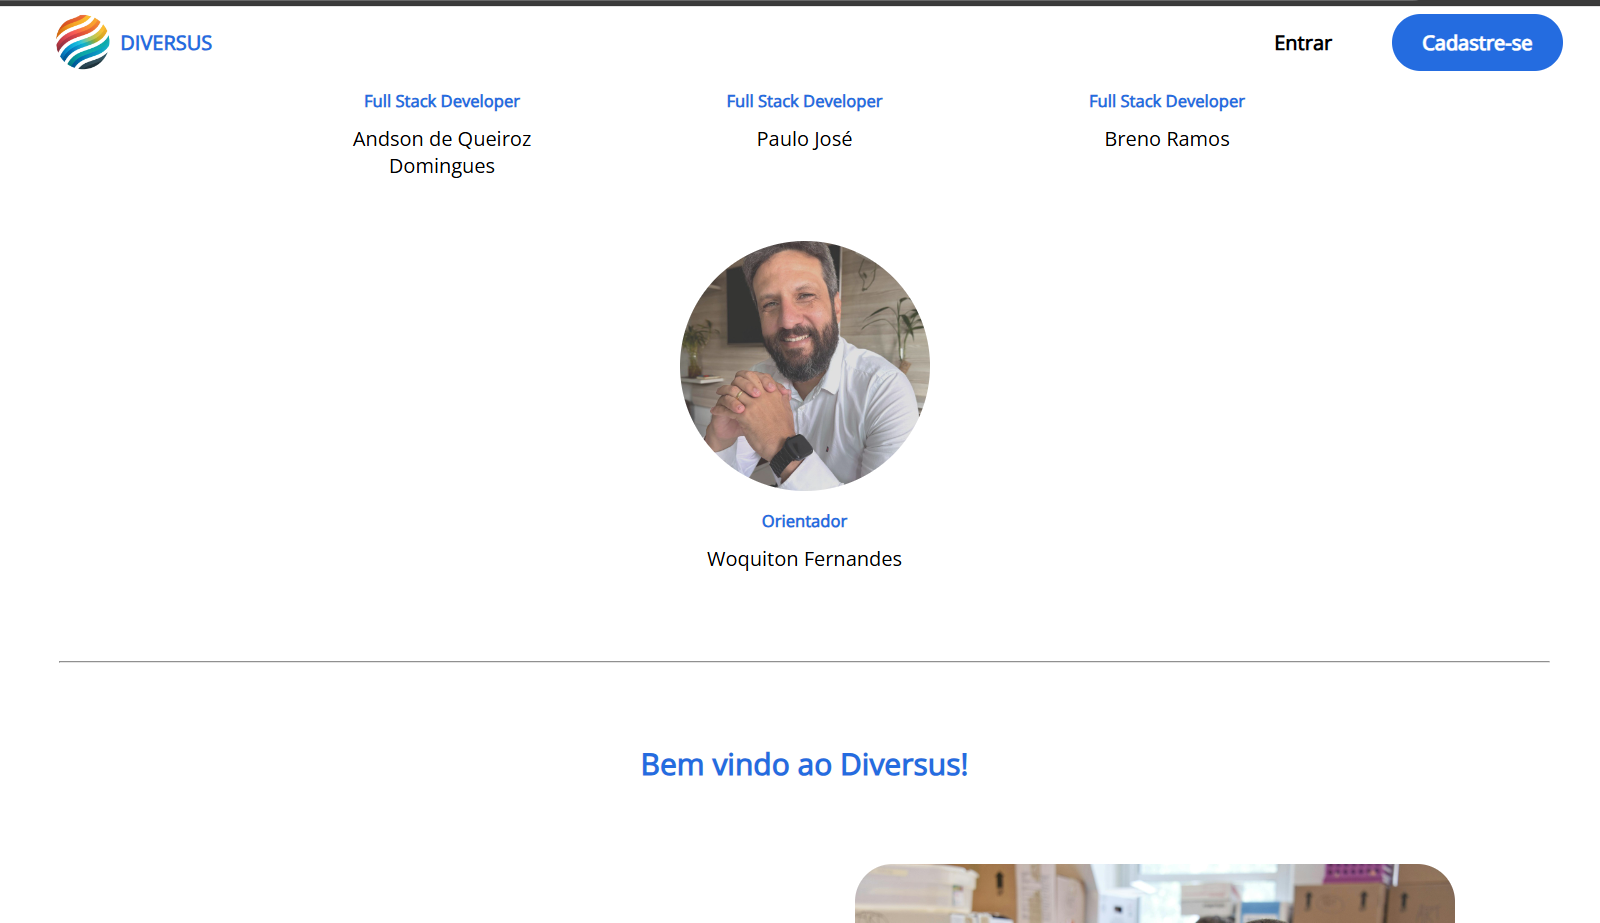 DIVERSUS
Entrar
Cadastre-se
Full Stack Developer
Andson de Queiroz
Domingues
Full Stack Developer
Paulo José
Full Stack Developer
Breno Ramos
Orientador
Woquiton Fernandes
Bem vindo ao Diversus!